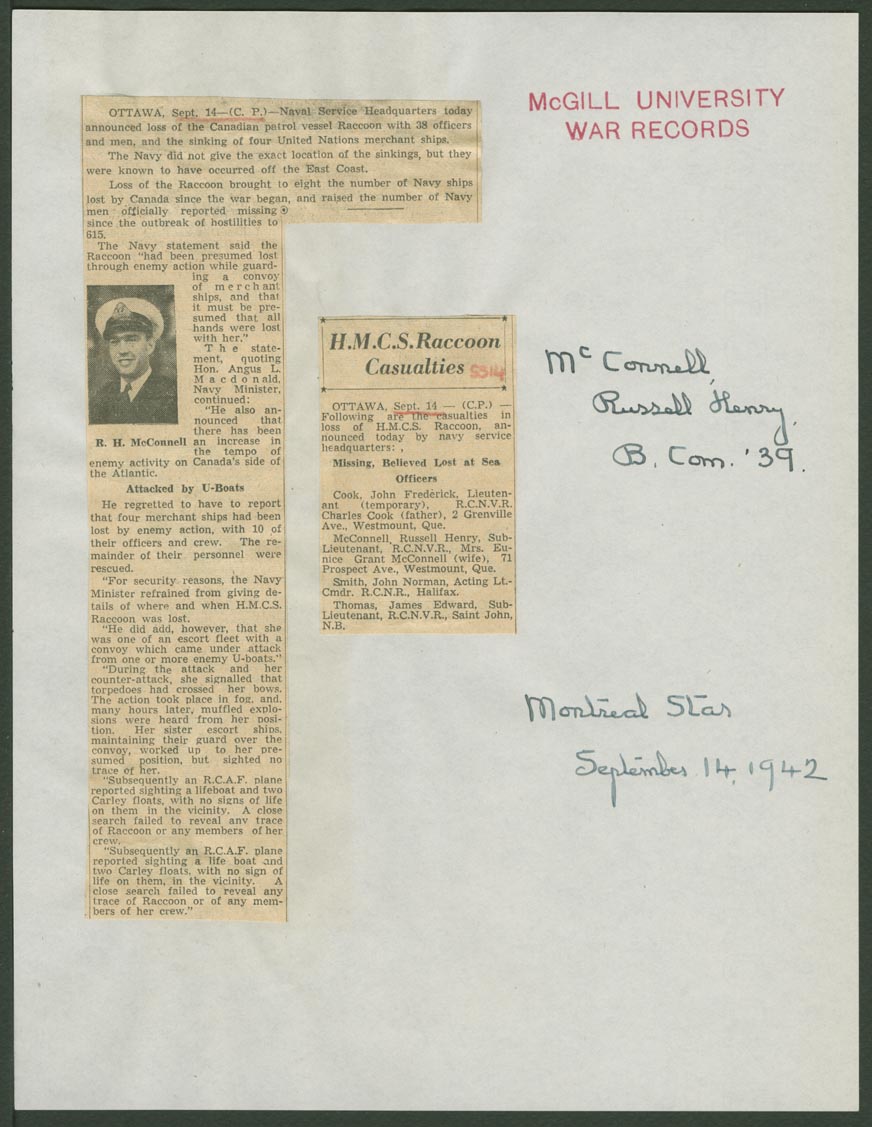 McGILL UNIVERSITY
WAR RECORDS
OTTAWA, Sept. 14—(C. P.)—Naval Service Headquarters today
announced loss of the Canadian patrol vessel Raccoon with 38 officers
and men, and the sinking of four United Nations merchant ships.
The Navy did not give the exact location of the sinkings, but they
were known to have occurred off the East Coast.
Loss of the Raccoon brought to eight the number of Navy ships
lost by Canada since the war began, and raised the number of Navy
men officially reported missing
since the outbreak of hostilities to
615.
The Navy statement said the
Raccoon "had been presumed lost
through enemy action while guard-
ing a convoy
of merchant
ships, and that
it must be pre-
sumed that all
hands were lost
with her."
The state-
ment, quoting
Hon. Angus L.
Macdonald,
Navy Minister,
continued:
"He also an-
nounced that
there has been
an increase in
the tempo of
R. H. McConnell
enemy activity on Canada's side of
the Atlantic.
Attacked by U-Boats
He regretted to have to report
that four merchant ships had been
lost by enemy action, with 10 of
their officers and crew. The re-
mainder of their personnel were
rescued.
"For security reasons, the Navy
Minister refrained from giving de-
tails of where and when H.M.C.S.
Raccoon was lost.
"He did add, however, that she
was one of an escort fleet with a
convoy which came under attack
from one or more enemy U-boats."
"During the attack and her
counter-attack, she signalled that
torpedoes had crossed her bows.
The action took place in fog, and,
many hours later, muffled explo-
sions were heard from her posi-
tion. Her sister escort ships,
maintaining their guard over the
convoy, worked up to her pre-
sumed position, but sighted no
trace of her.
"Subsequently an R.C.A.F. plane
reported sighting a lifeboat and two
Carley floats, with no signs of life
on them in the vicinity. A close
search failed to reveal any trace
of Raccoon or any members of her
crew.
"Subsequently an R.C.A.F. plane
reported sighting a life boat and
two Carley floats, with no sign of
life on them, in the vicinity. A
close search failed to reveal any
trace of Raccoon or of any mem-
bers of her crew."
H.M.C.S. Raccoon
Casualties
5314
OTTAWA, Sept. 14 — (C.P.) —
Following are the casualties in
loss of H.M.C.S. Raccoon, an-
nounced today by navy service
headquarters:
Missing, Believed Lost at Sea
Officers
Cook, John Frederick, Lieuten-
ant (temporary), R.C.N.V.R.
Charles Cook (father), 2 Grenville
Ave., Westmount, Que.
McConnell, Russell Henry, Sub-
Lieutenant, R.C.N.V.R., Mrs. Eu-
nice Grant McConnell (wife), 71
Prospect Ave., Westmount, Que.
Smith, John Norman, Acting Lt.-
Cmdr. R.C.N.R., Halifax.
Thomas, James Edward, Sub-
Lieutenant, R.C.N.V.R., Saint John,
N.B.
McConnell,
Russell Henry,
B. Com. '39.
Montreal Star
September 14, 1942